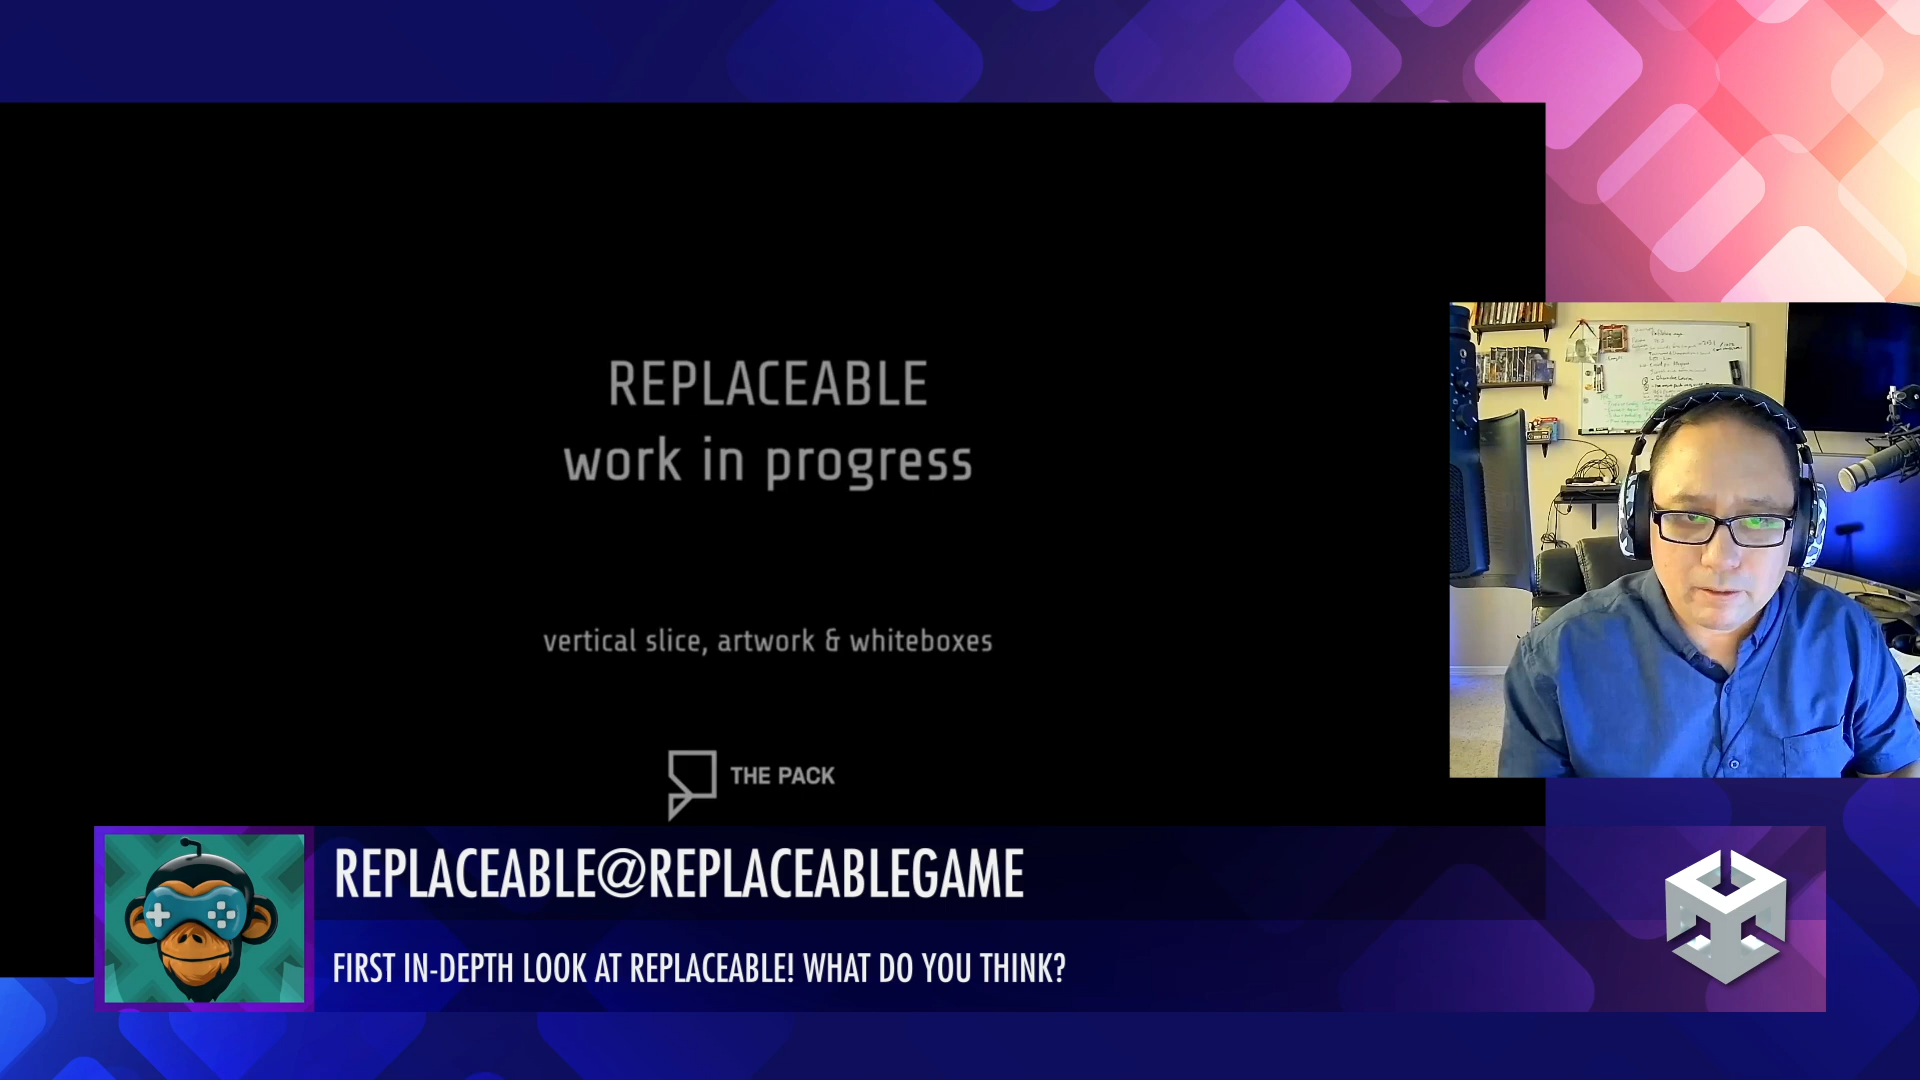 REPLACEABLE
work in progress
vertical slice, artwork & whiteboxes
THE PACK
REPLACEABLE@REPLACEABLEGAME
FIRST IN-DEPTH LOOK AT REPLACEABLE! WHAT DO YOU THINK?